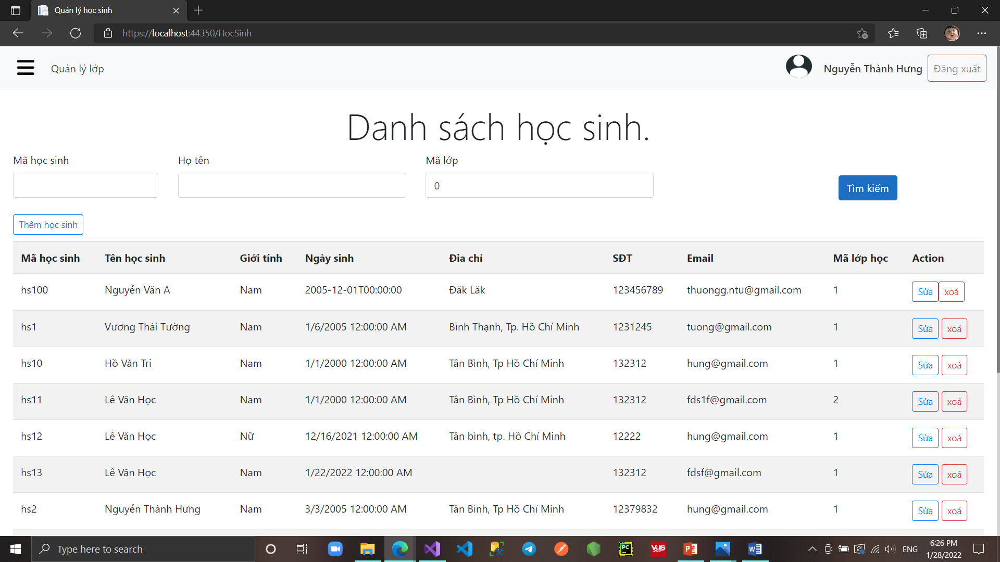 Quản lý học sinh
https://localhost:44350/HocSinh
Quản lý lớp
Nguyễn Thành Hưng
Đăng xuất
Danh sách học sinh.
Mã học sinh Họ tên Mã lớp
0
Tìm kiếm
Thêm học sinh
Mã học sinh Tên học sinh Giới tính Ngày sinh Đia chỉ SĐT Email Mã lớp học Action
hs100 Nguyễn Văn A Nam 2005-12-01T00:00:00 Đăk Lăk 123456789 thuongg.ntu@gmail.com 1 Sửa xoá
hs1 Vương Thái Tường Nam 1/6/2005 12:00:00 AM Bình Thạnh, Tp. Hồ Chí Minh 1231245 tuong@gmail.com 1 Sửa xoá
hs10 Hồ Văn Tri Nam 1/1/2000 12:00:00 AM Tân Bình, Tp Hồ Chí Minh 132312 hung@gmail.com 1 Sửa xoá
hs11 Lê Văn Học Nam 1/1/2000 12:00:00 AM Tân Bình, Tp Hồ Chí Minh 132312 fds1f@gmail.com 2 Sửa xoá
hs12 Lê Văn Học Nữ 12/16/2021 12:00:00 AM Tân bình, tp. Hồ Chí Minh 12222 hung@gmail.com 1 Sửa xoá
hs13 Lê Văn Học Nam 1/22/2022 12:00:00 AM 132312 fdsf@gmail.com 1 Sửa xoá
hs2 Nguyễn Thành Hưng Nam 3/3/2005 12:00:00 AM Tân Bình, Tp Hồ Chí Minh 12379832 hung@gmail.com 1 Sửa xoá
Type here to search
PC
VUS
ENG
6:26 PM
1/28/2022